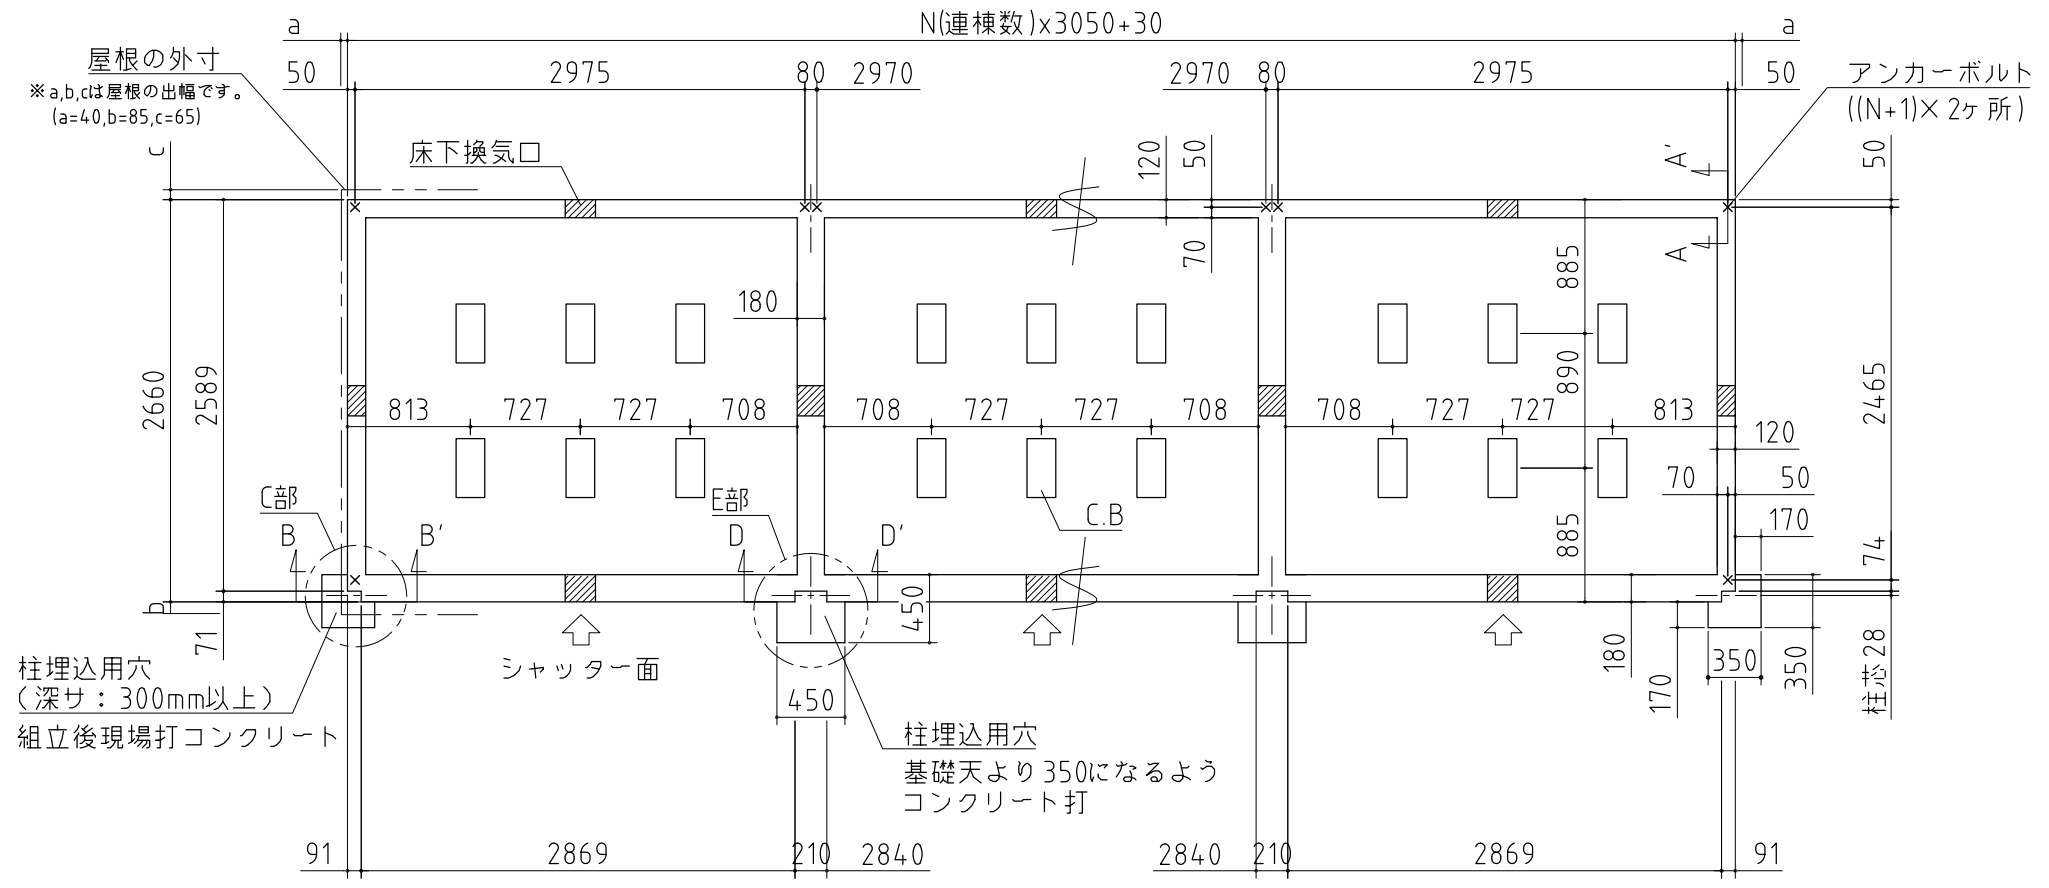 a
N(連棟数)x3050+30
a
屋根の外寸
※a,b,cは屋根の出幅です。
(a=40,b=85,c=65)
50
2975
80
2970
2970
80
2975
50
アンカーボルト
((N+1)×2ヶ所)
c
床下換気口
120
50
A'
50
70
A
885
180
2660
2589
813
727
727
708
708
727
727
708
708
727
727
813
890
2465
120
70
50
C部
E部
C.B
170
B
B'
D
D'
885
74
b
71
450
シャッター面
180
350
350
170
柱芯28
柱埋込用穴
(深サ：300mm以上)
組立後現場打コンクリート
450
柱埋込用穴
基礎天より350になるよう
コンクリート打
91
2869
210
2840
2840
210
2869
91